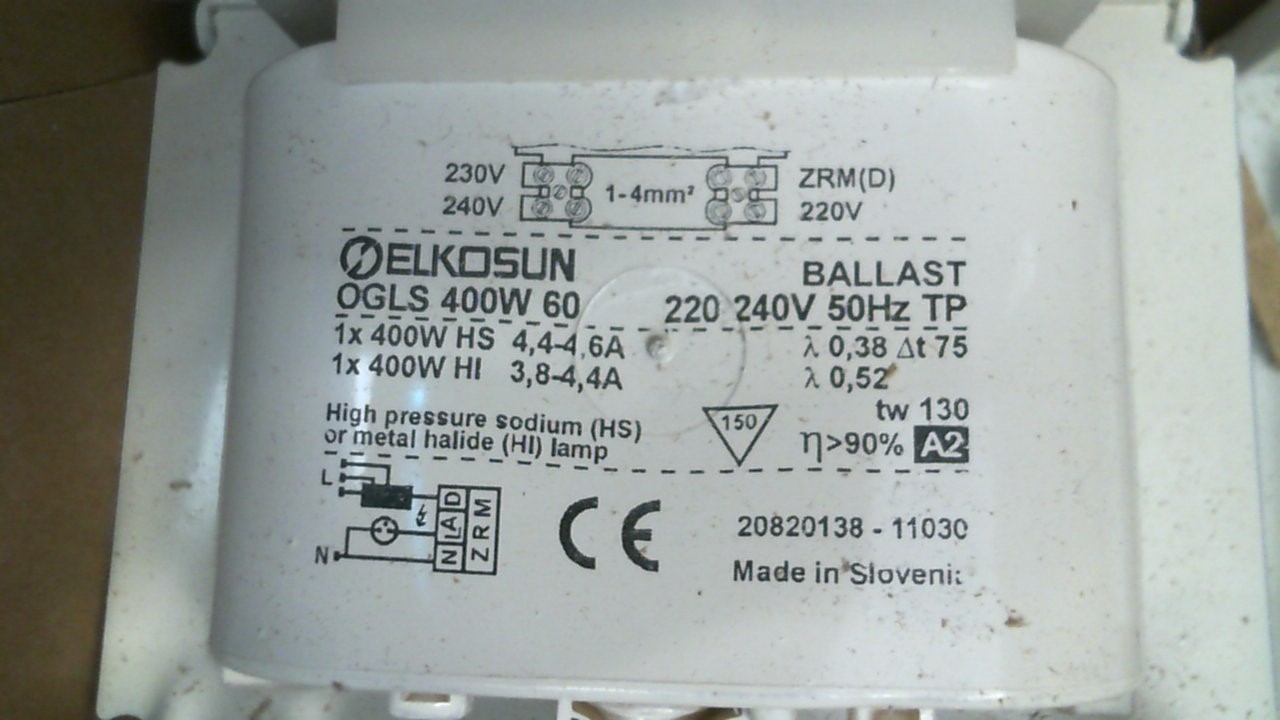 230V 1-4mm² ZRM(D)
240V 220V
ELKOSUN BALLAST
OGLS 400W 60 220 240V 50Hz TP
1x 400W HS 4,4-4,6A λ 0,38 Δt 75
1x 400W HI 3,8-4,4A λ 0,52
High pressure sodium (HS)
or metal halide (HI) lamp
150
tw 130
η>90% A2
L
N
N LA D
ZRM
CE
20820138 - 11030
Made in